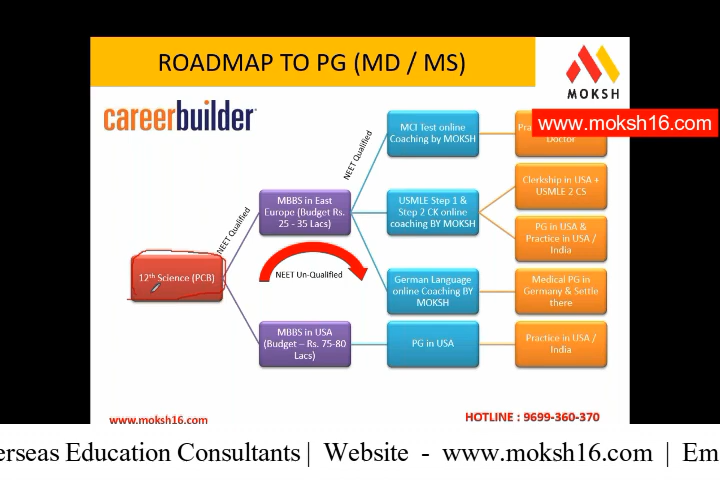 ROADMAP TO PG (MD / MS)
MOKSH
careerbuilder
www.moksh16.com
NEET Qualified
MCI Test online
Coaching by MOKSH
Doctor
NEET Qualified
MBBS in East
Europe (Budget Rs.
25 - 35 Lacs)
USMLE Step 1 &
Step 2 CK online
coaching BY MOKSH
Clerkship in USA +
USMLE 2 CS
PG in USA &
Practice in USA /
India
12th Science (PCB)
NEET Un-Qualified
German Language
online Coaching BY
MOKSH
Medical PG in
Germany & Settle
there
MBBS in USA
(Budget – Rs. 75-80
Lacs)
PG in USA
Practice in USA /
India
www.moksh16.com
HOTLINE : 9699-360-370
Education Consultants | Website - www.moksh16.com |